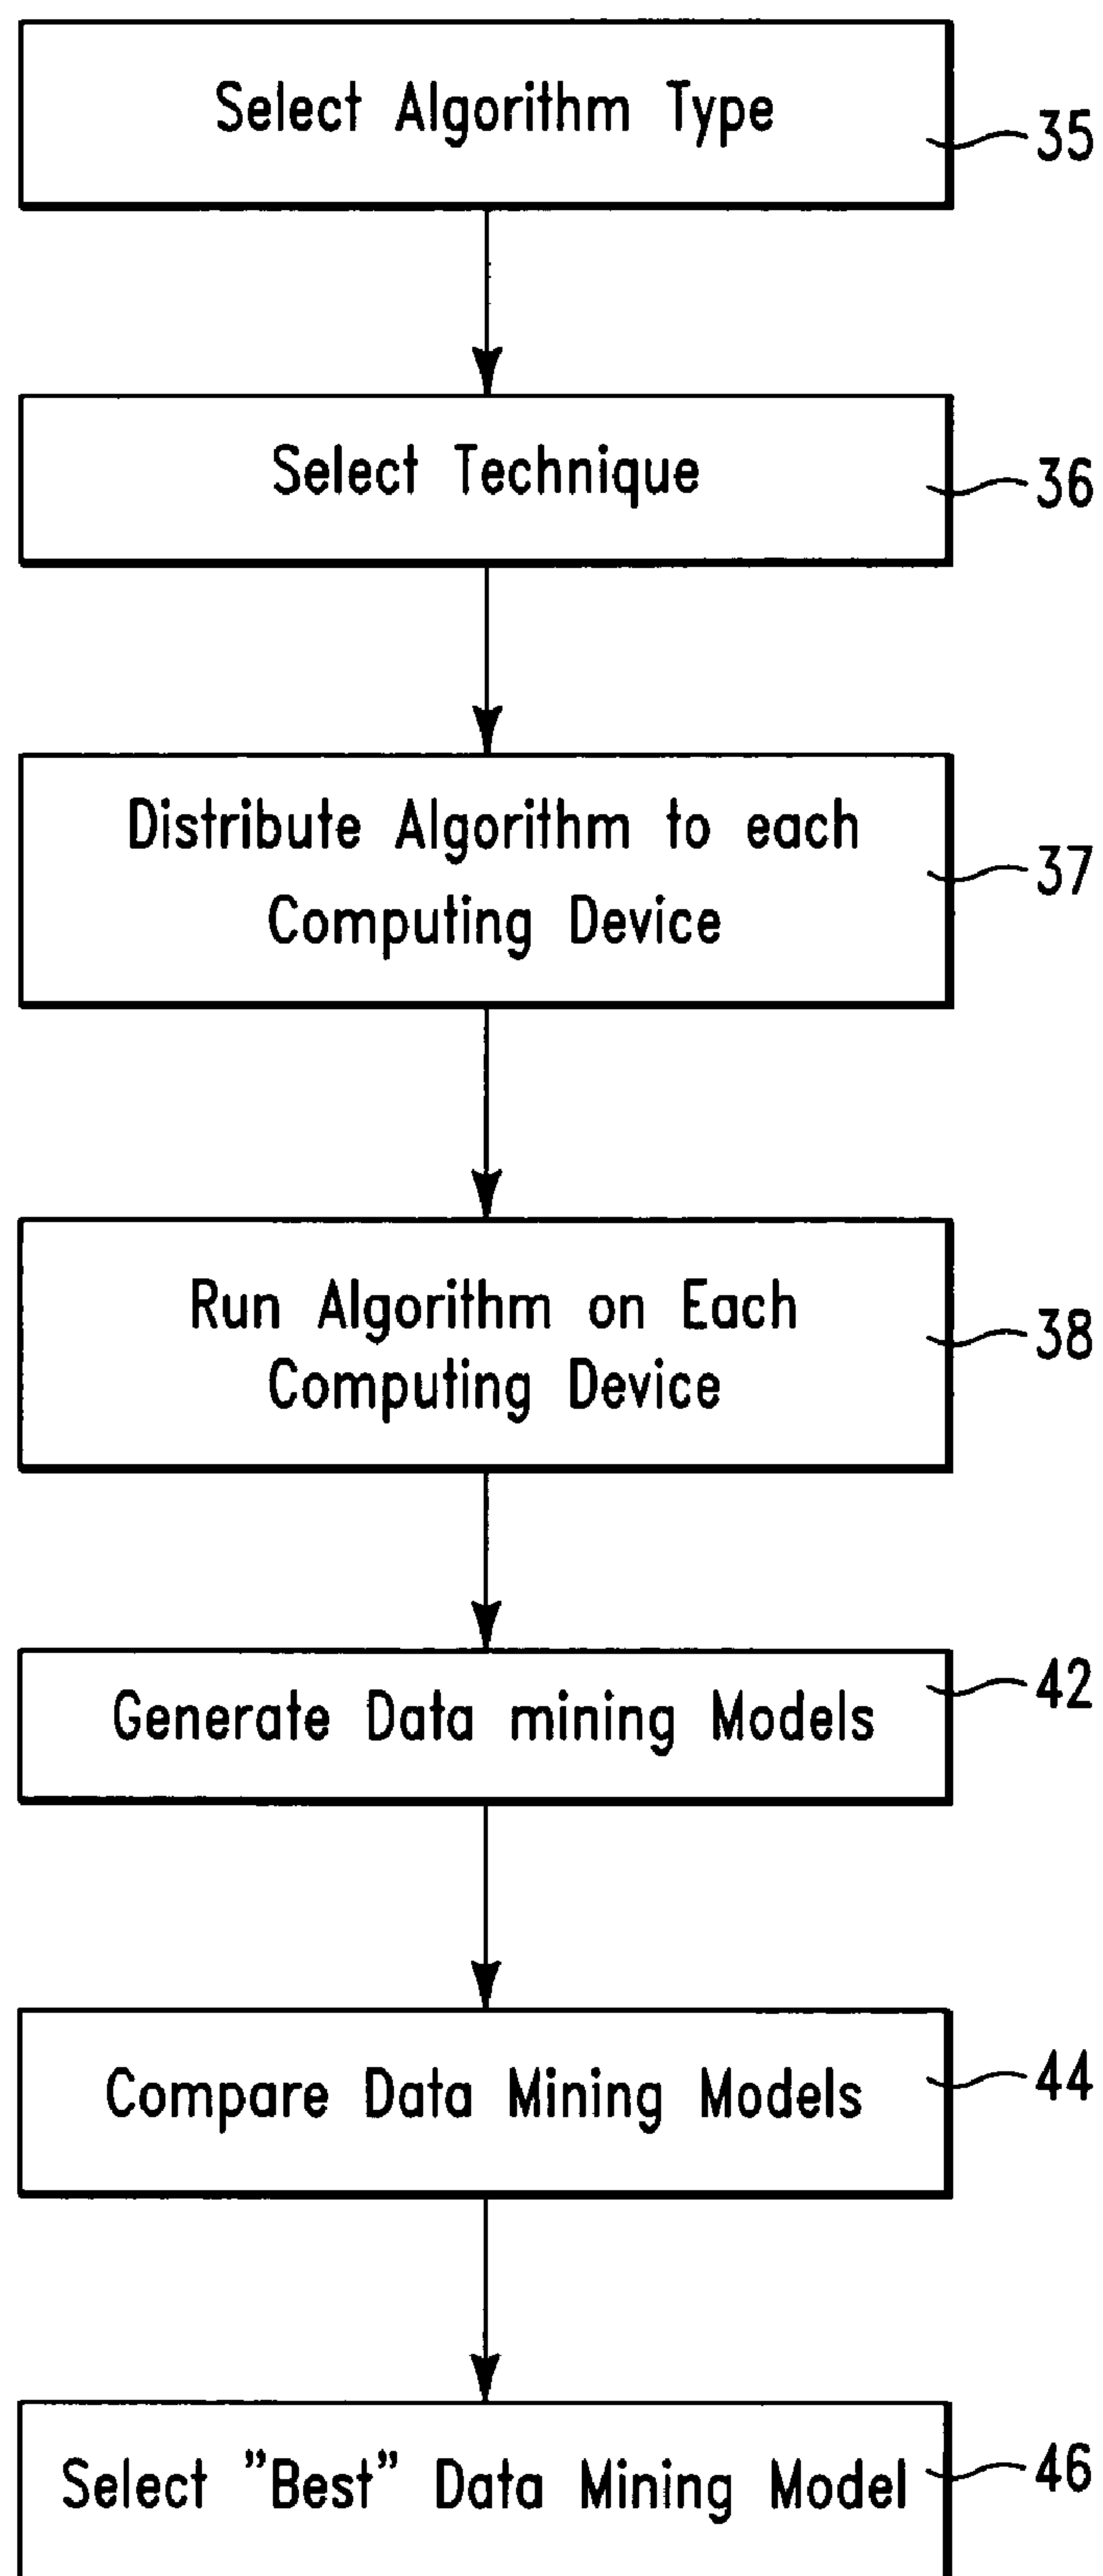 Select Algorithm Type
35
Select Technique
36
Distribute Algorithm to each
Computing Device
37
Run Algorithm on Each
Computing Device
38
Generate Data mining Models
42
Compare Data Mining Models
44
Select "Best" Data Mining Model
46